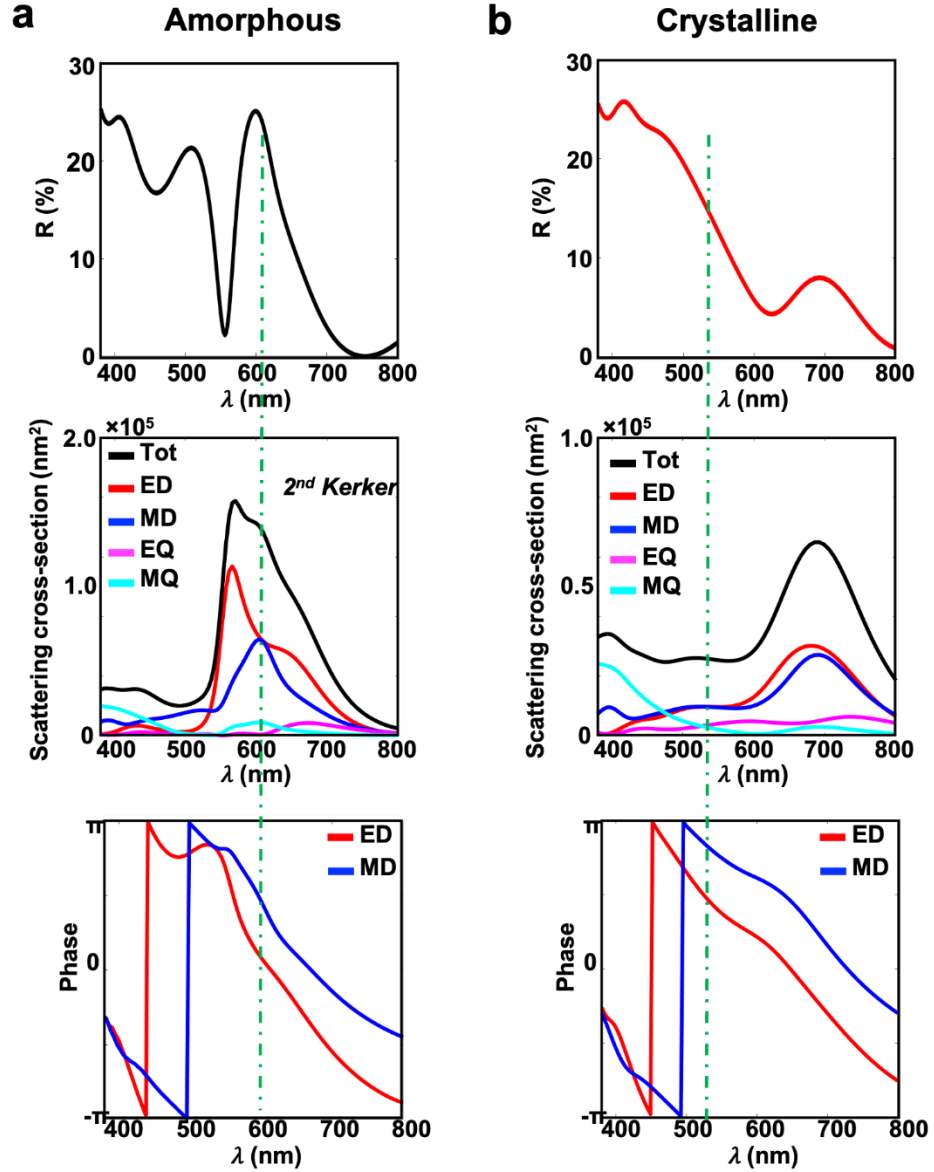 a Amorphous
b Crystalline
30
20
10
0
R (%)
400 500 600 700 800
λ (nm)
30
20
10
0
R (%)
400 500 600 700 800
λ (nm)
×10⁵
2.0
1.0
0
Scattering cross-section (nm²)
Tot
ED
MD
EQ
MQ
2nd Kerker
400 500 600 700 800
λ (nm)
×10⁵
1.0
0.5
0
Scattering cross-section (nm²)
Tot
ED
MD
EQ
MQ
400 500 600 700 800
λ (nm)
π
0
-π
Phase
ED
MD
400 500 600 700 800
λ (nm)
π
0
-π
Phase
ED
MD
400 500 600 700 800
λ (nm)